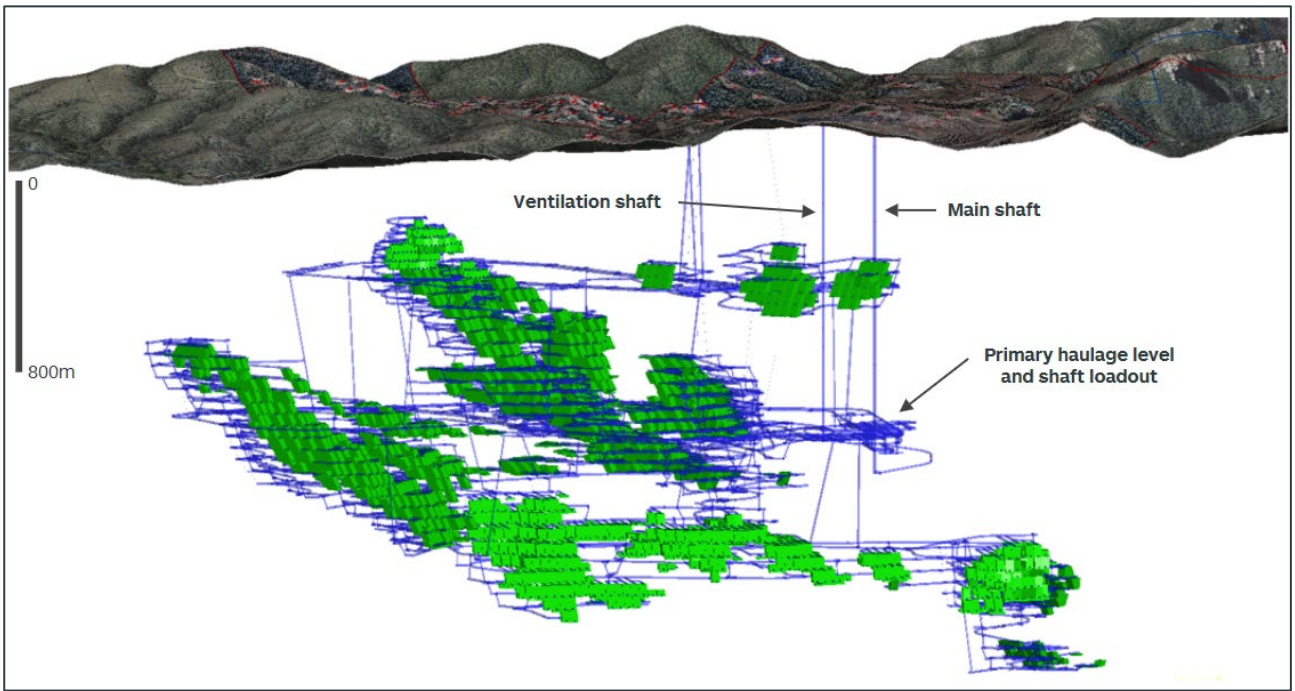 0
Ventilation shaft
Main shaft
Primary haulage level
and shaft loadout
800m